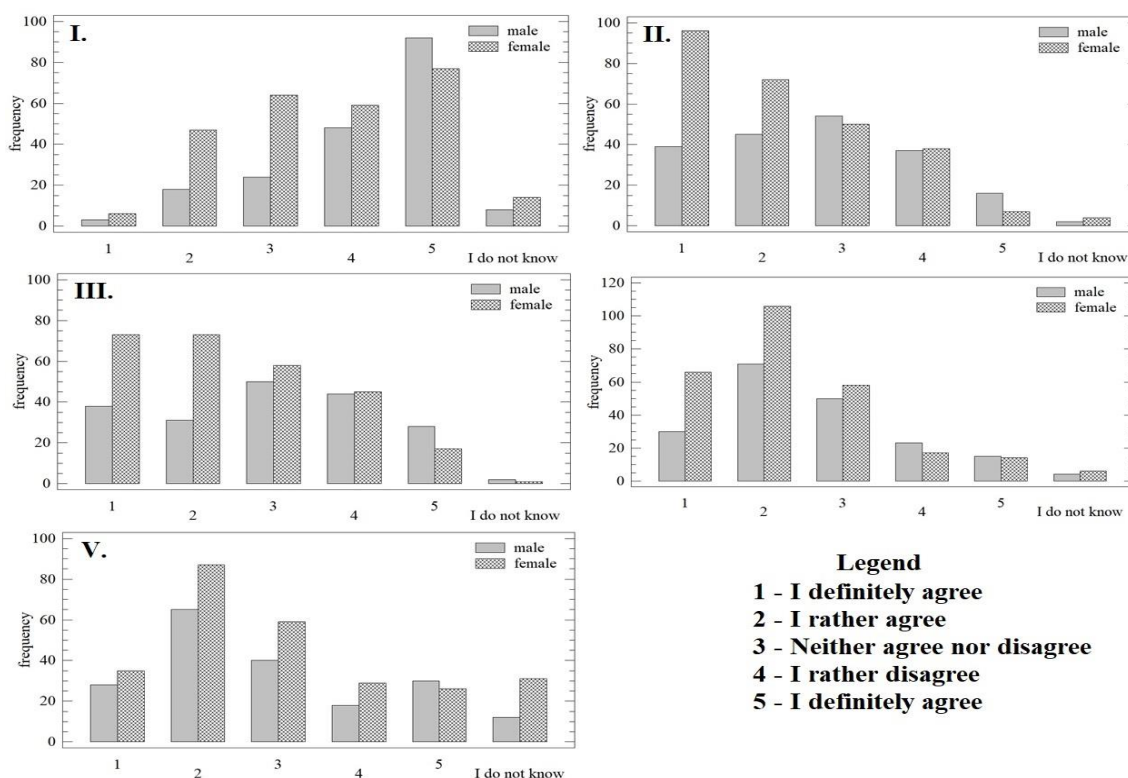 I.
male
female
100
80
60
40
20
0
frequency
1 2 3 4 5 I do not know
II.
male
female
100
80
60
40
20
0
frequency
1 2 3 4 5 I do not know
III.
male
female
100
80
60
40
20
0
frequency
1 2 3 4 5 I do not know
male
female
120
100
80
60
40
20
0
frequency
1 2 3 4 5 I do not know
V.
male
female
100
80
60
40
20
0
frequency
1 2 3 4 5 I do not know
Legend
1 - I definitely agree
2 - I rather agree
3 - Neither agree nor disagree
4 - I rather disagree
5 - I definitely agree